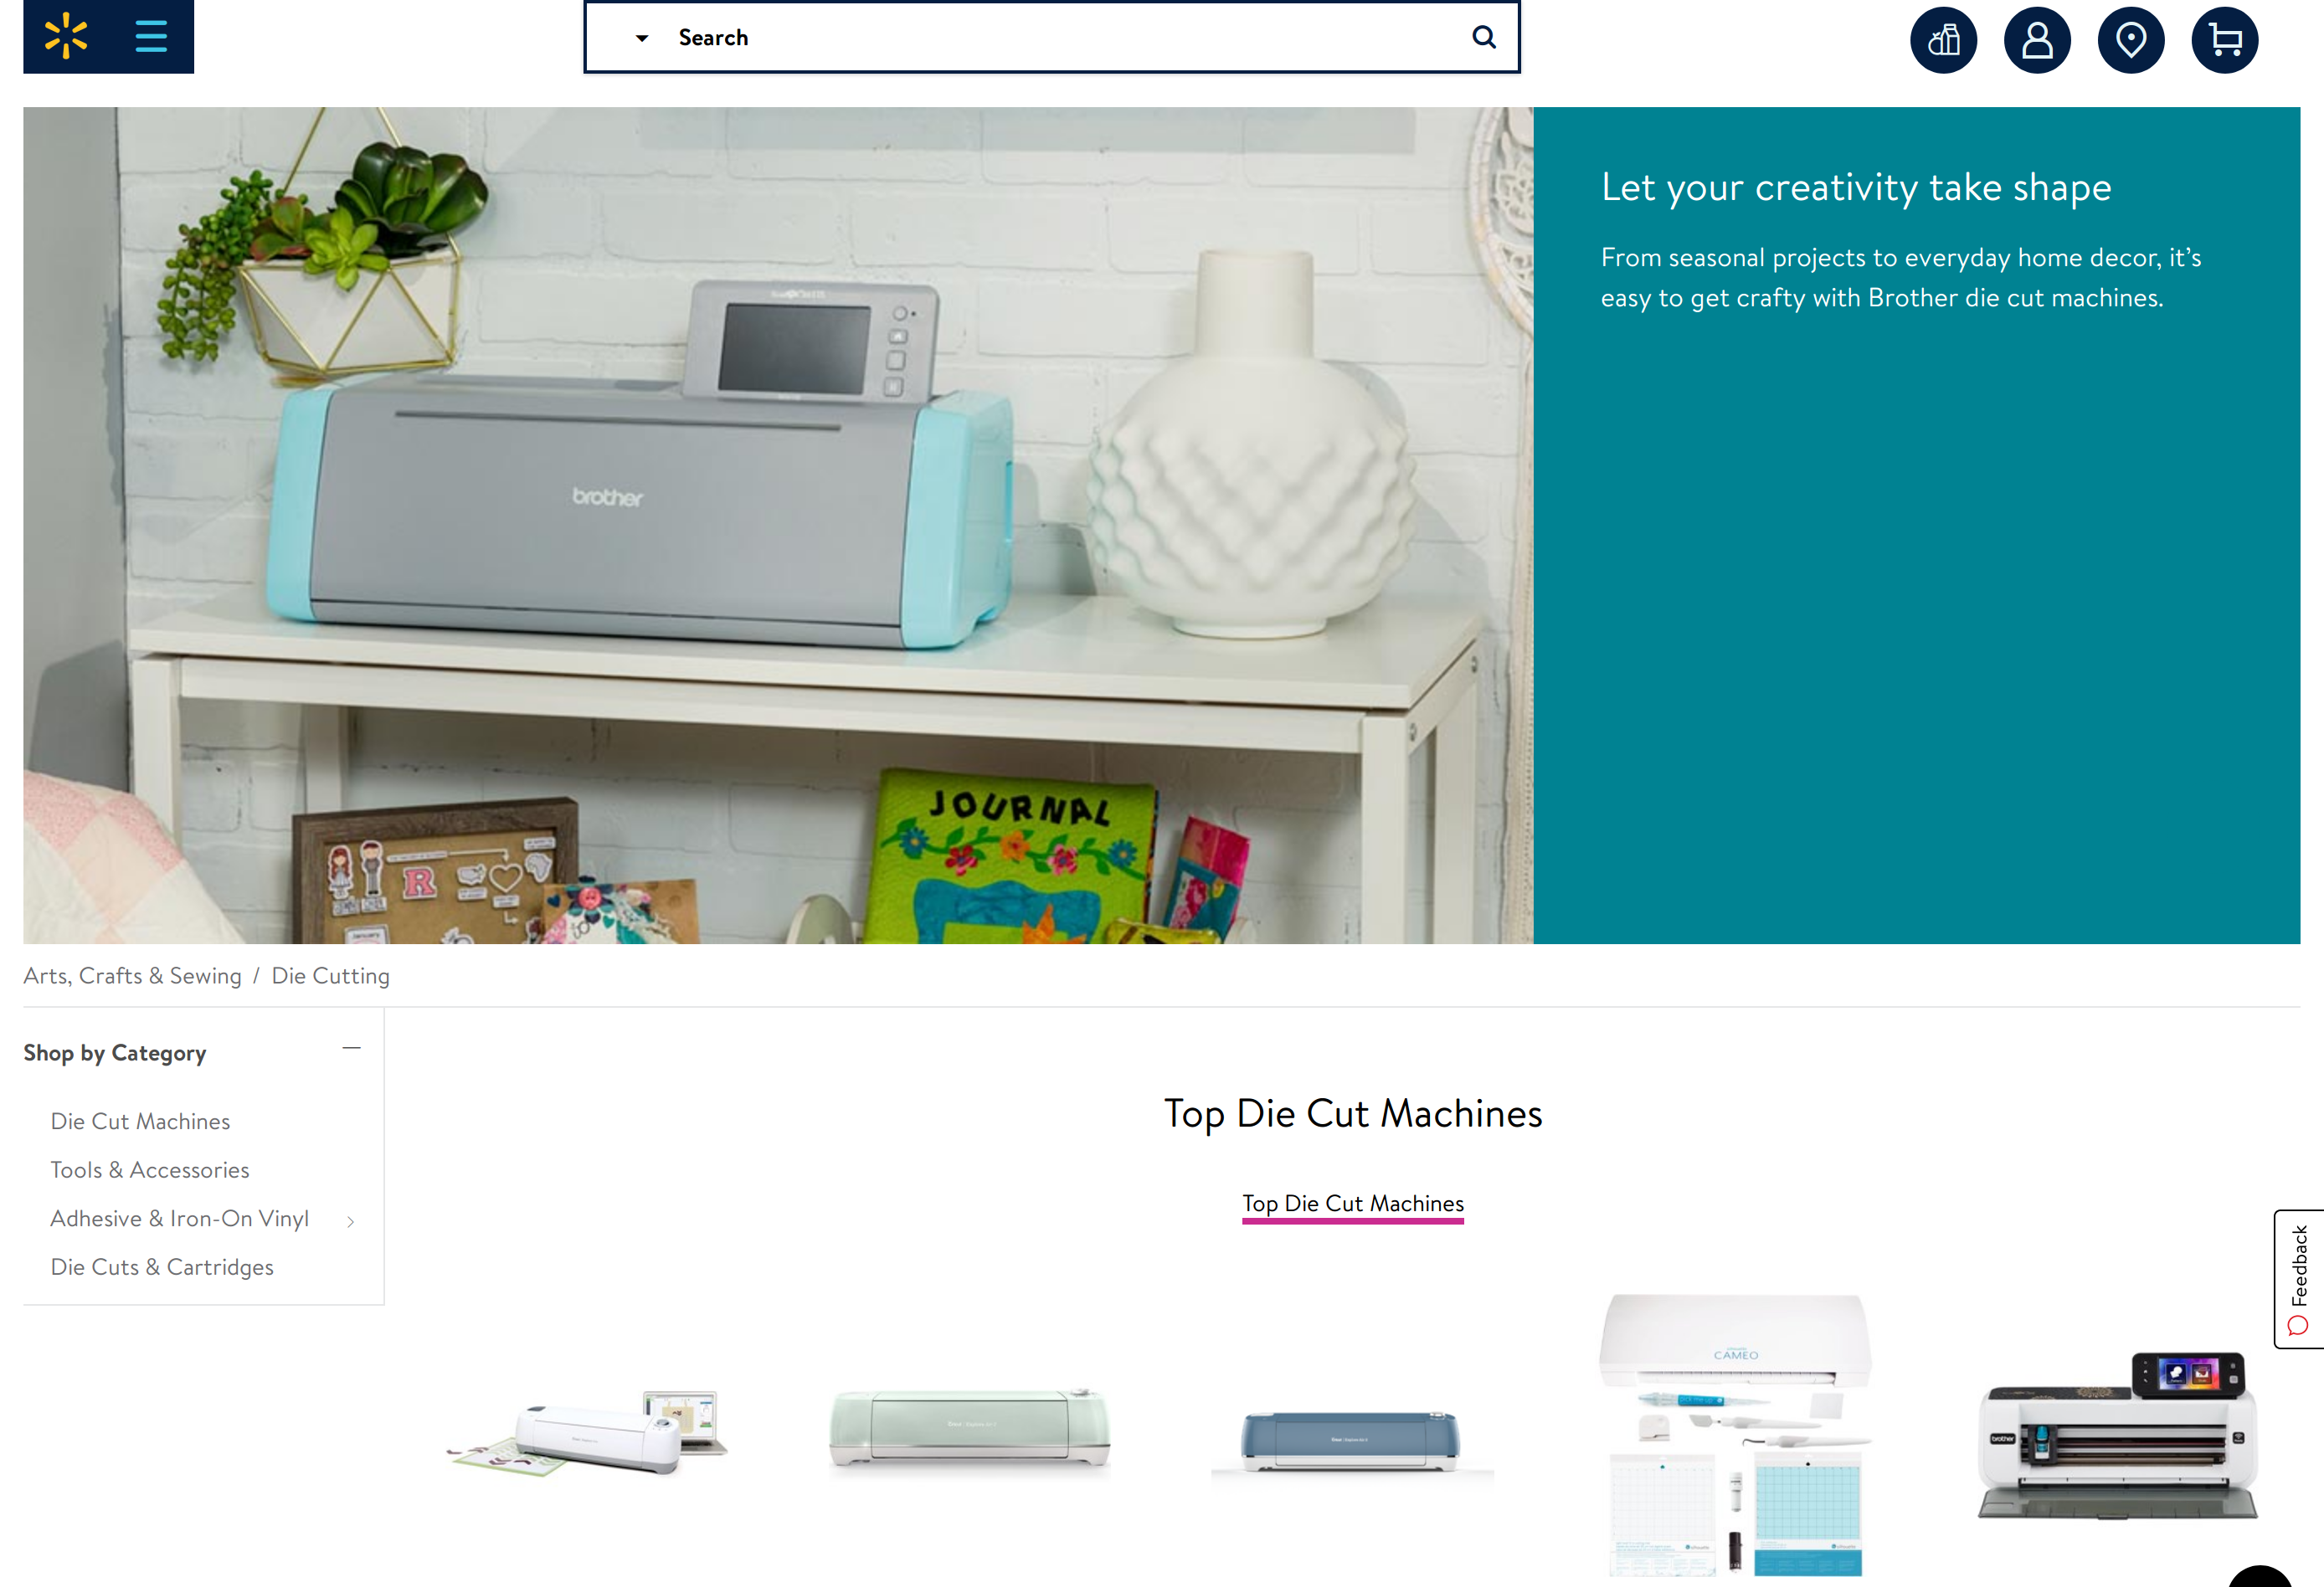 Search
Let your creativity take shape
From seasonal projects to everyday home decor, it's
easy to get crafty with Brother die cut machines.
brother
JOURNAL
R
January
Arts, Crafts & Sewing / Die Cutting
Shop by Category
Die Cut Machines
Tools & Accessories
Adhesive & Iron-On Vinyl
Die Cuts & Cartridges
Top Die Cut Machines
Top Die Cut Machines
CAMEO
brother
Feedback